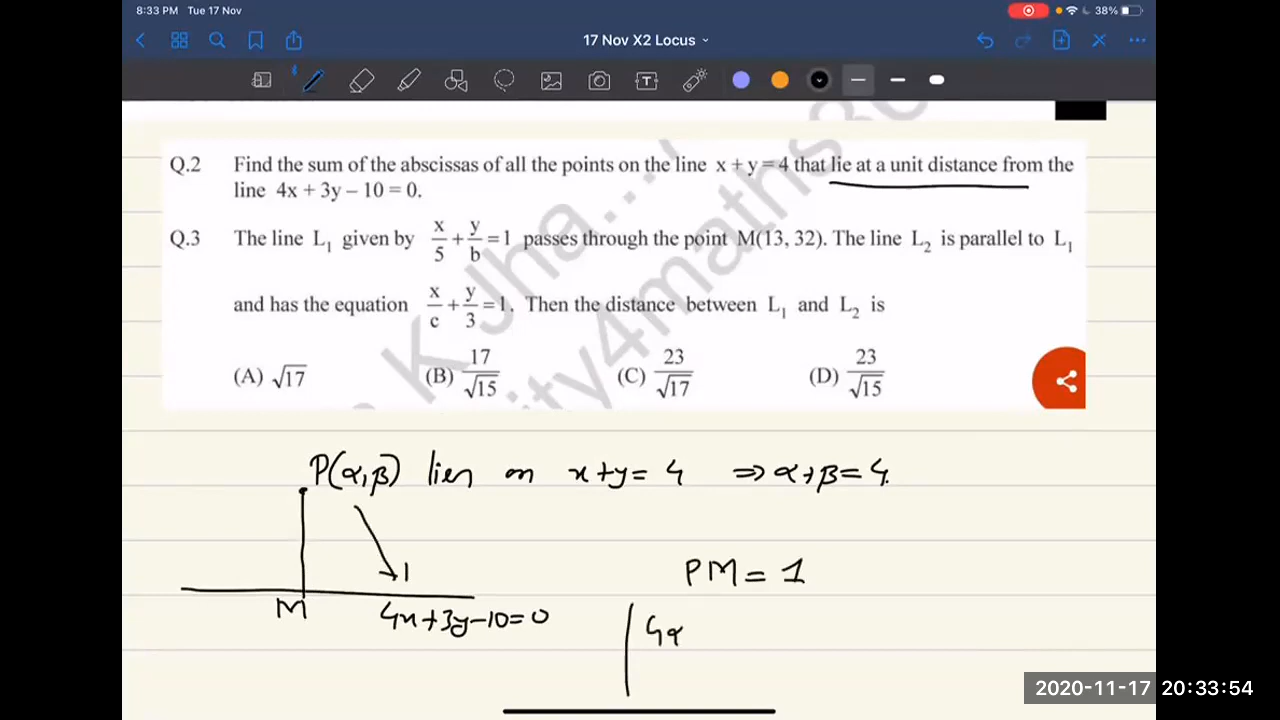 8:33 PM Tue 17 Nov
38%
17 Nov X2 Locus
Q.2 Find the sum of the abscissas of all the points on the line x + y = 4 that lie at a unit distance from the
line 4x + 3y – 10 = 0.
Q.3 The line L₁ given by x/5 + y/b = 1 passes through the point M(13, 32). The line L₂ is parallel to L₁
and has the equation x/c + y/3 = 1. Then the distance between L₁ and L₂ is
(A) √17 (B) 17/√15 (C) 23/√17 (D) 23/√15
K Jha...
ity4maths
P(α,β) lies on x+y= 4 ⇒ α+β=4.
1
PM = 1
M 4x+3y-10=0
|4α
2020-11-17 20:33:54